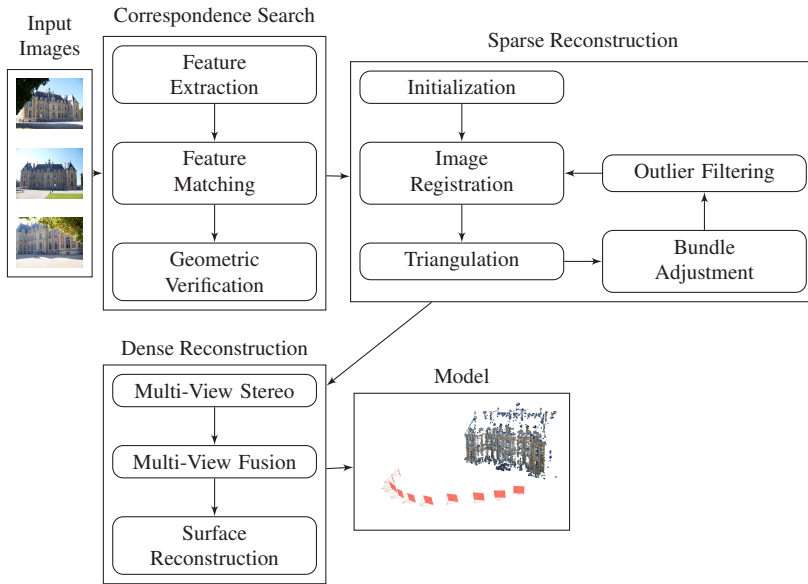 Input
Images
Correspondence Search
Feature
Extraction
Feature
Matching
Geometric
Verification
Sparse Reconstruction
Initialization
Image
Registration
Triangulation
Outlier Filtering
Bundle
Adjustment
Dense Reconstruction
Multi-View Stereo
Multi-View Fusion
Surface
Reconstruction
Model